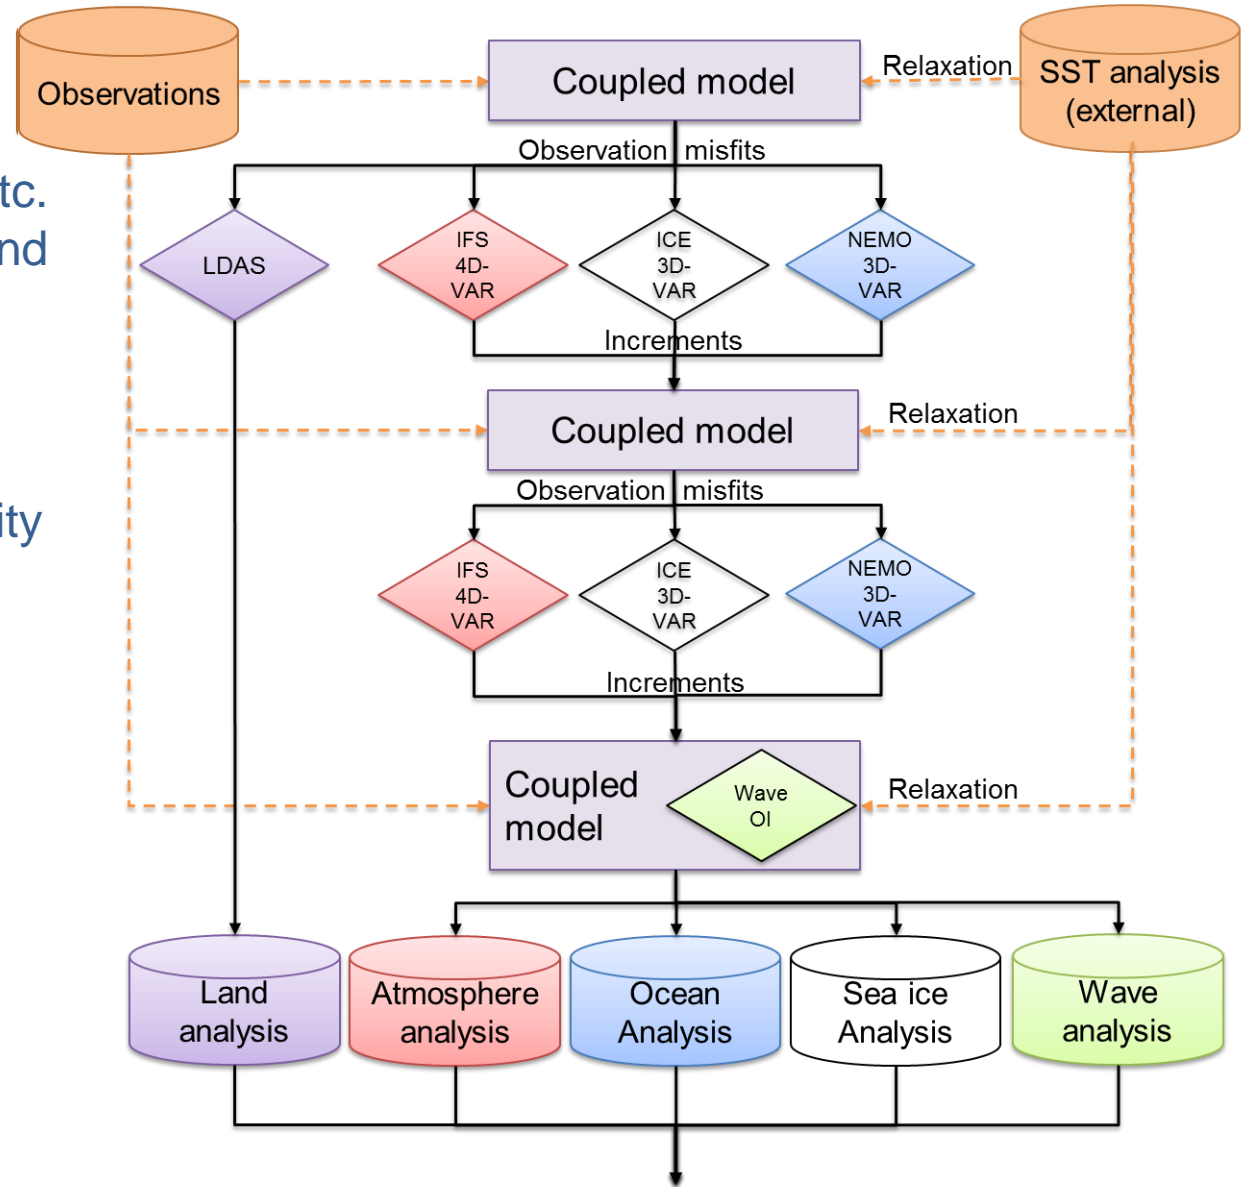 Observations
Coupled model
Relaxation
SST analysis
(external)
Observation misfits
tc.
nd
LDAS
IFS
4D-
VAR
ICE
3D-
VAR
NEMO
3D-
VAR
Increments
Coupled model
Relaxation
Observation misfits
ity
IFS
4D-
VAR
ICE
3D-
VAR
NEMO
3D-
VAR
Increments
Coupled
model
Wave
OI
Relaxation
Land
analysis
Atmosphere
analysis
Ocean
Analysis
Sea ice
Analysis
Wave
analysis